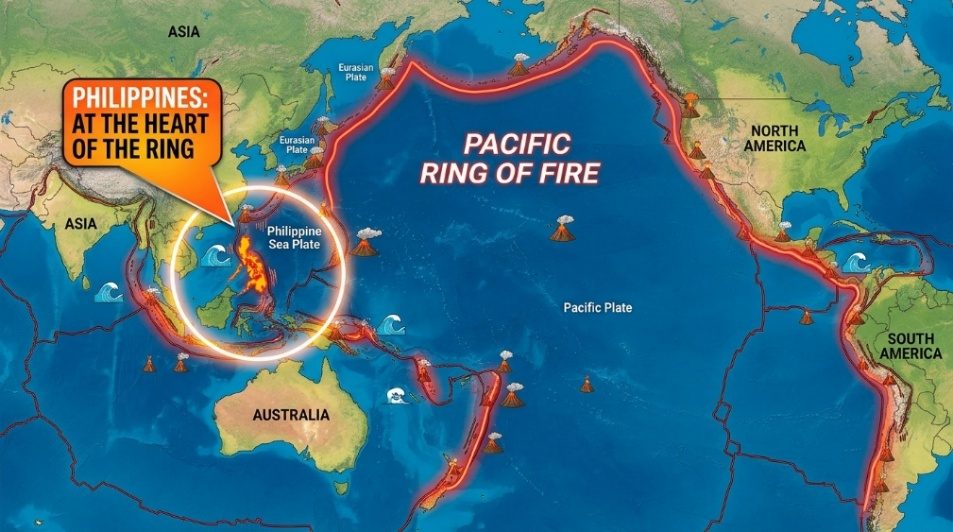 ASIA
Eurasian
Plate
PHILIPPINES:
AT THE HEART
OF THE RING
Eurasian
Plate
PACIFIC
RING OF FIRE
NORTH
AMERICA
ASIA
Philippine
Sea Plate
Pacific Plate
SOUTH
AMERICA
AUSTRALIA